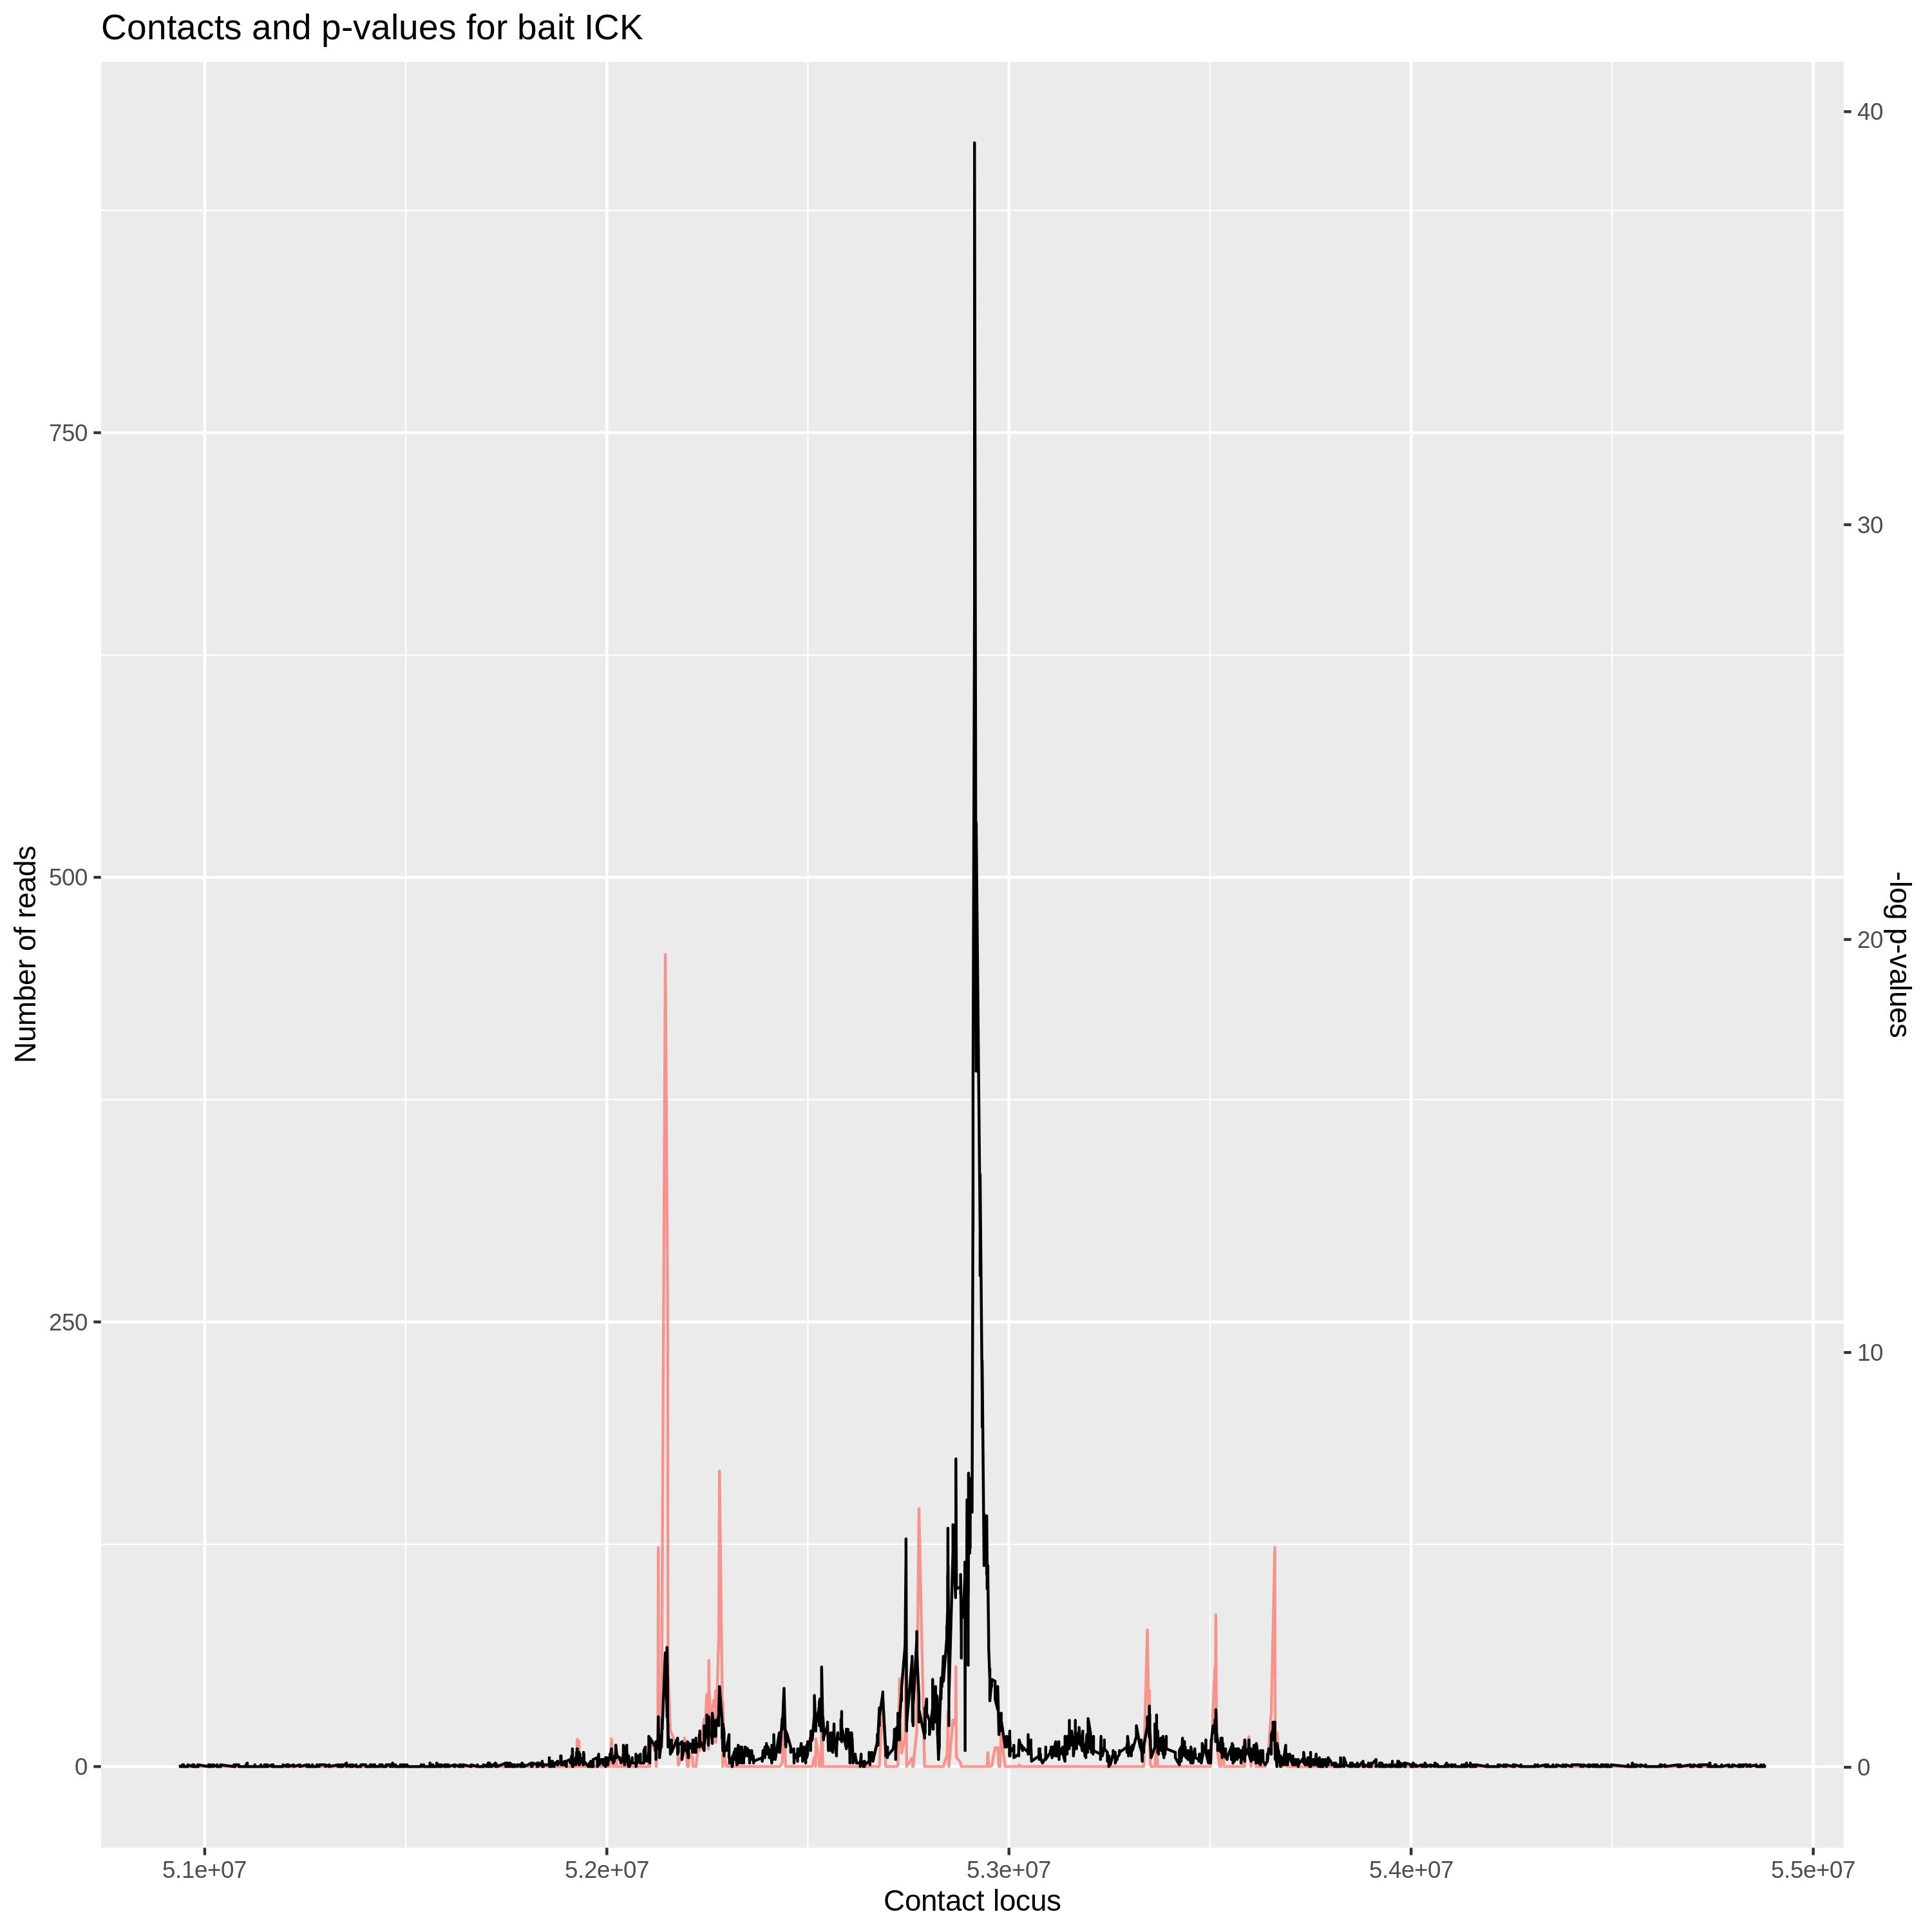 Contacts and p-values for bait ICK
40
750
30
500
20
250
10
0
0
Number of reads
-log p-values
5.1e+07
5.2e+07
5.3e+07
5.4e+07
5.5e+07
Contact locus